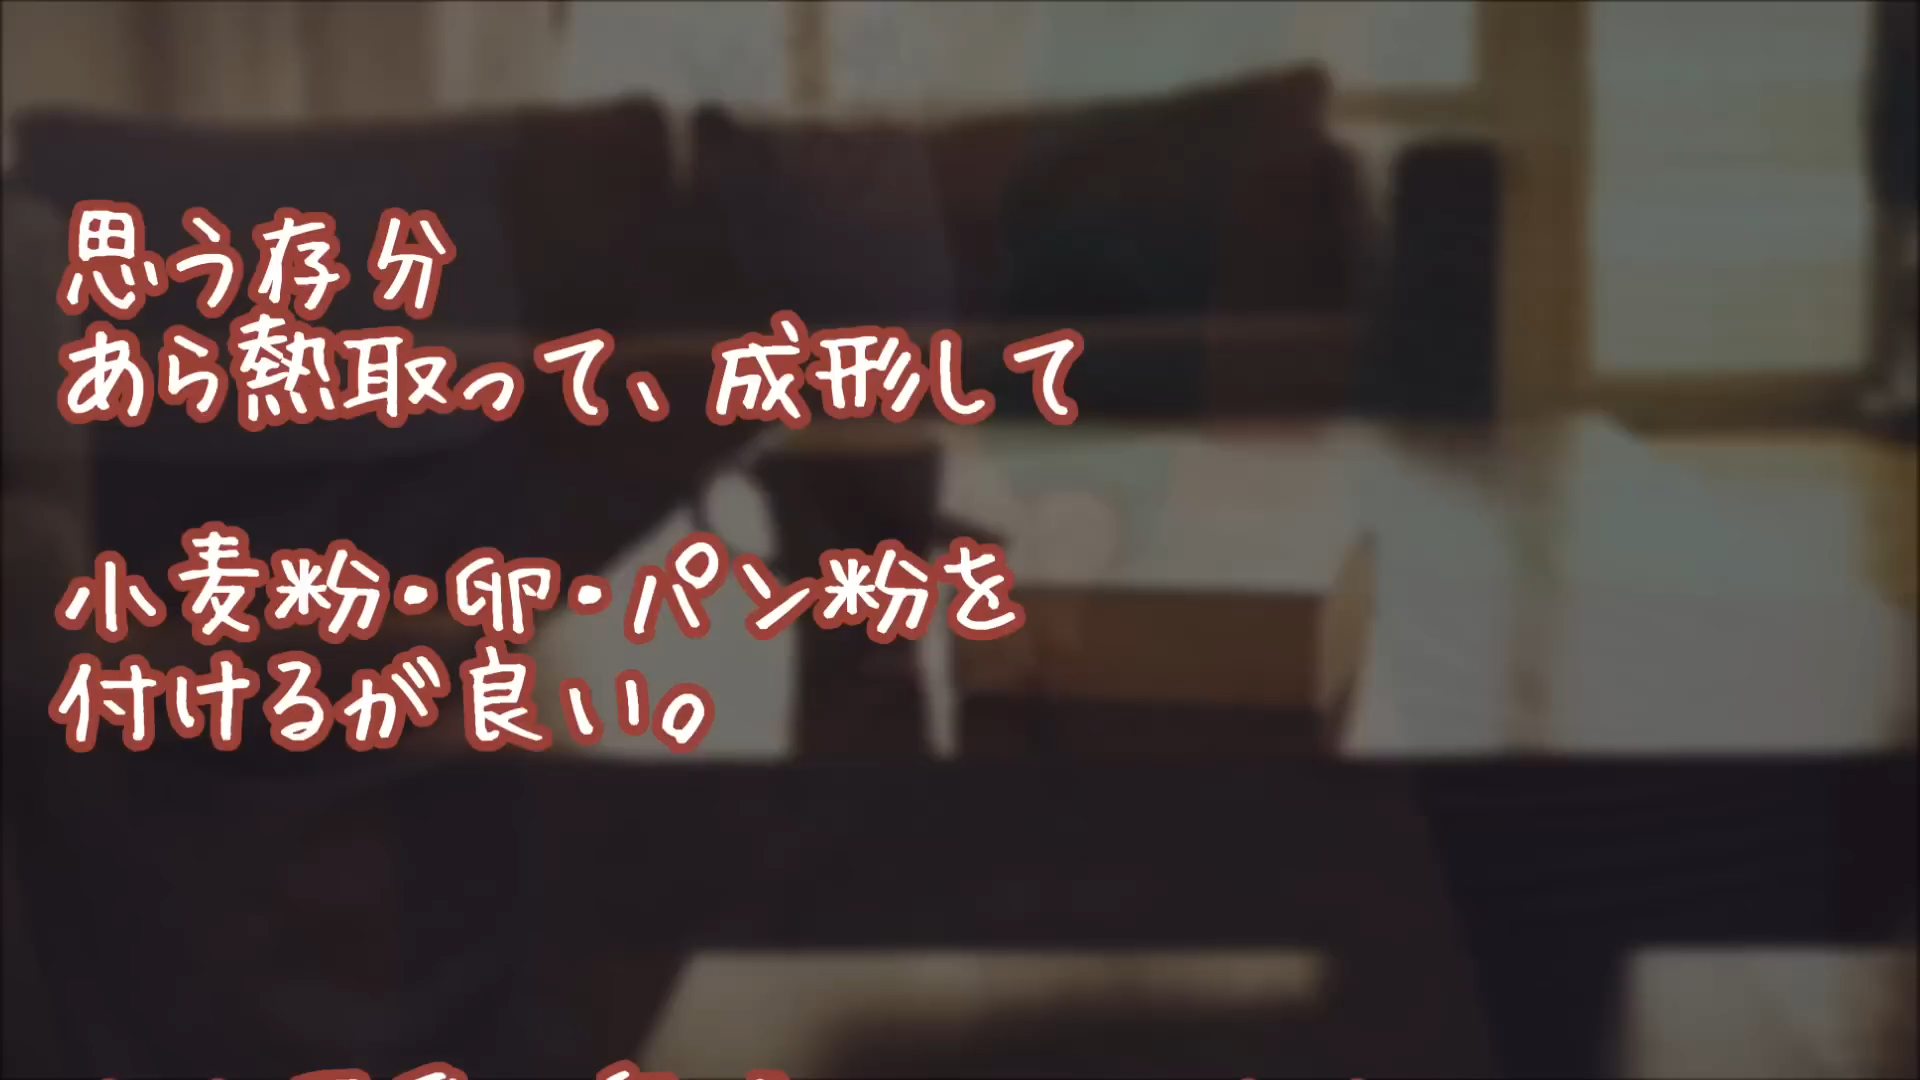 思う存分
あら熱取って、成形して
小麦粉・卵・パン粉を
付けるが良い。